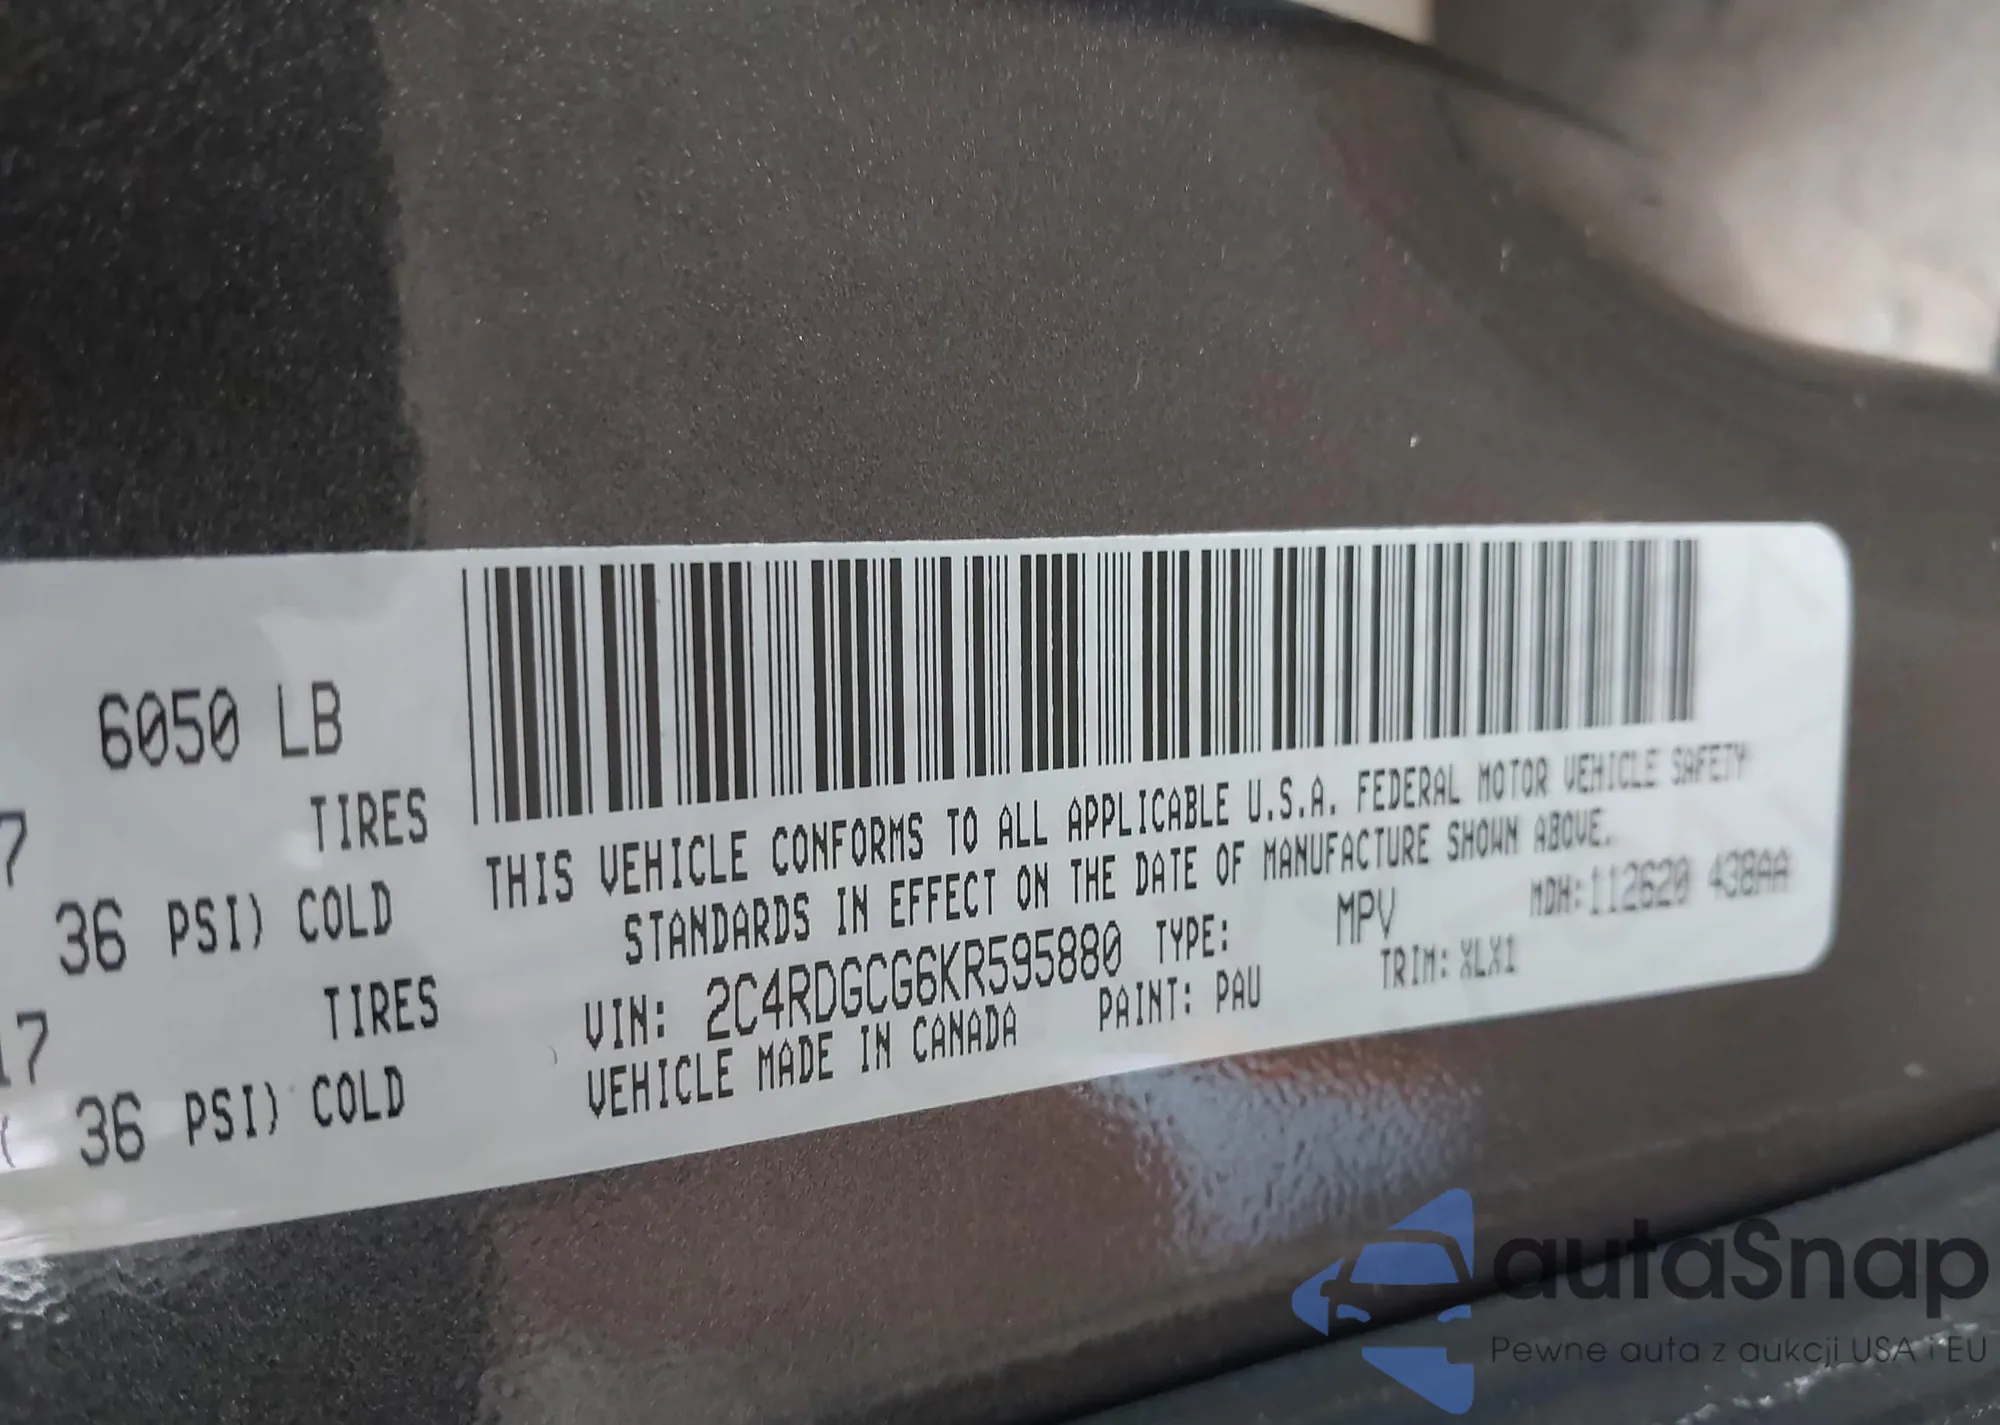 6050 LB
7 TIRES
36 PSI) COLD
17 TIRES
( 36 PSI) COLD
THIS VEHICLE CONFORMS TO ALL APPLICABLE U.S.A. FEDERAL MOTOR VEHICLE SAFETY
STANDARDS IN EFFECT ON THE DATE OF MANUFACTURE SHOWN ABOVE.
VIN: 2C4RDGCG6KR595880 TYPE: MPV MDH:112620 438AA
VEHICLE MADE IN CANADA PAINT: PAU TRIM: XLX1
autaSnap
Pewne auta z aukcji USA i EU